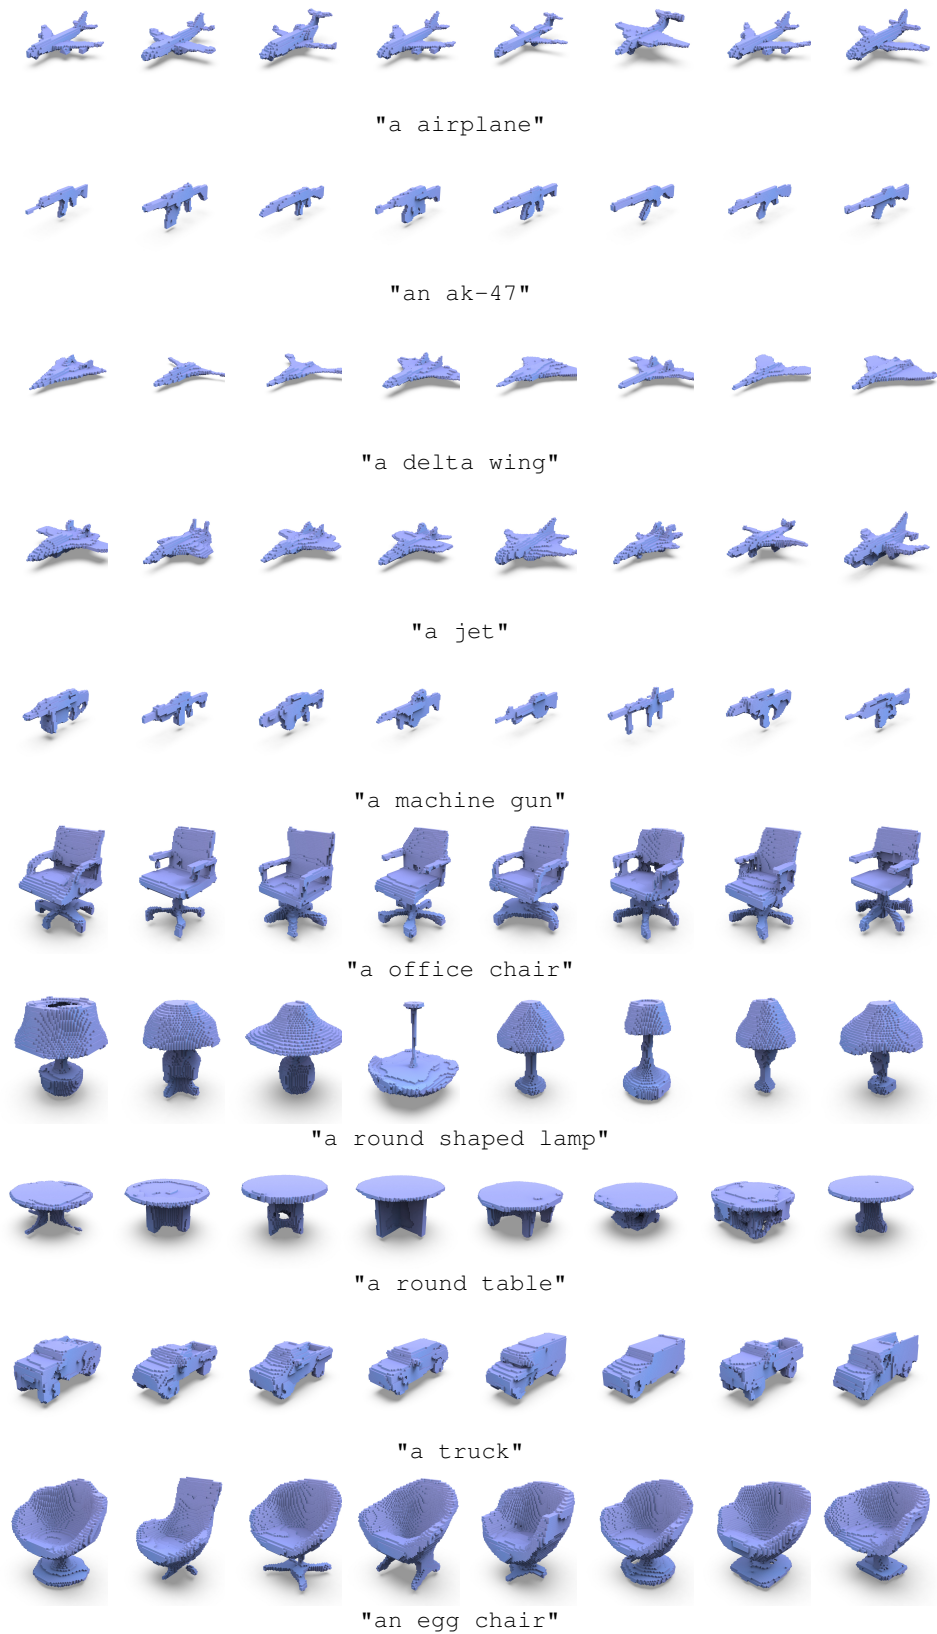 "a airplane"
"an ak-47"
"a delta wing"
"a jet"
"a machine gun"
"a office chair"
"a round shaped lamp"
"a round table"
"a truck"
"an egg chair"